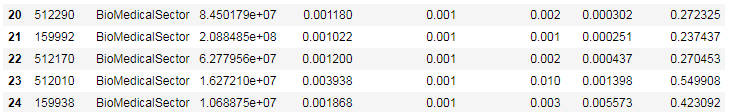 20 512290 BioMedicalSector 8.450179e+07 0.001180 0.001 0.002 0.000302 0.272325
21 159992 BioMedicalSector 2.088485e+08 0.001022 0.001 0.001 0.000251 0.237437
22 512170 BioMedicalSector 6.277956e+07 0.001200 0.001 0.002 0.000437 0.270453
23 512010 BioMedicalSector 1.627210e+07 0.003938 0.001 0.010 0.001398 0.549908
24 159938 BioMedicalSector 1.068875e+07 0.001868 0.001 0.003 0.005573 0.423092